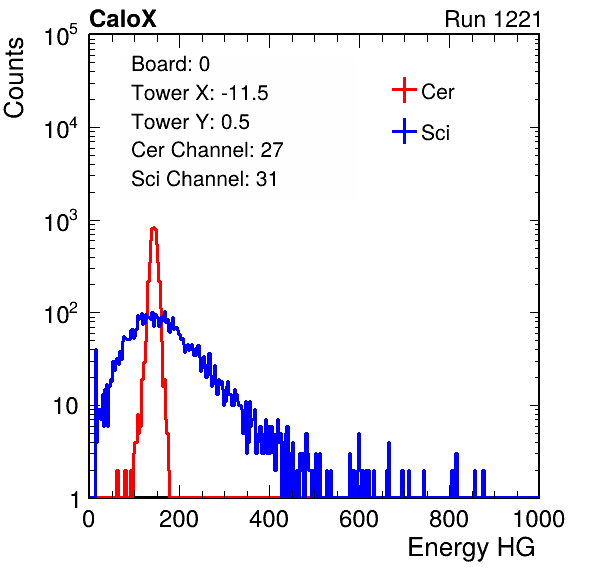 CaloX Run 1221
Counts
Board: 0
Tower X: -11.5
Tower Y: 0.5
Cer Channel: 27
Sci Channel: 31
Cer
Sci
10^5
10^4
10^3
10^2
10
1
0 200 400 600 800 1000
Energy HG